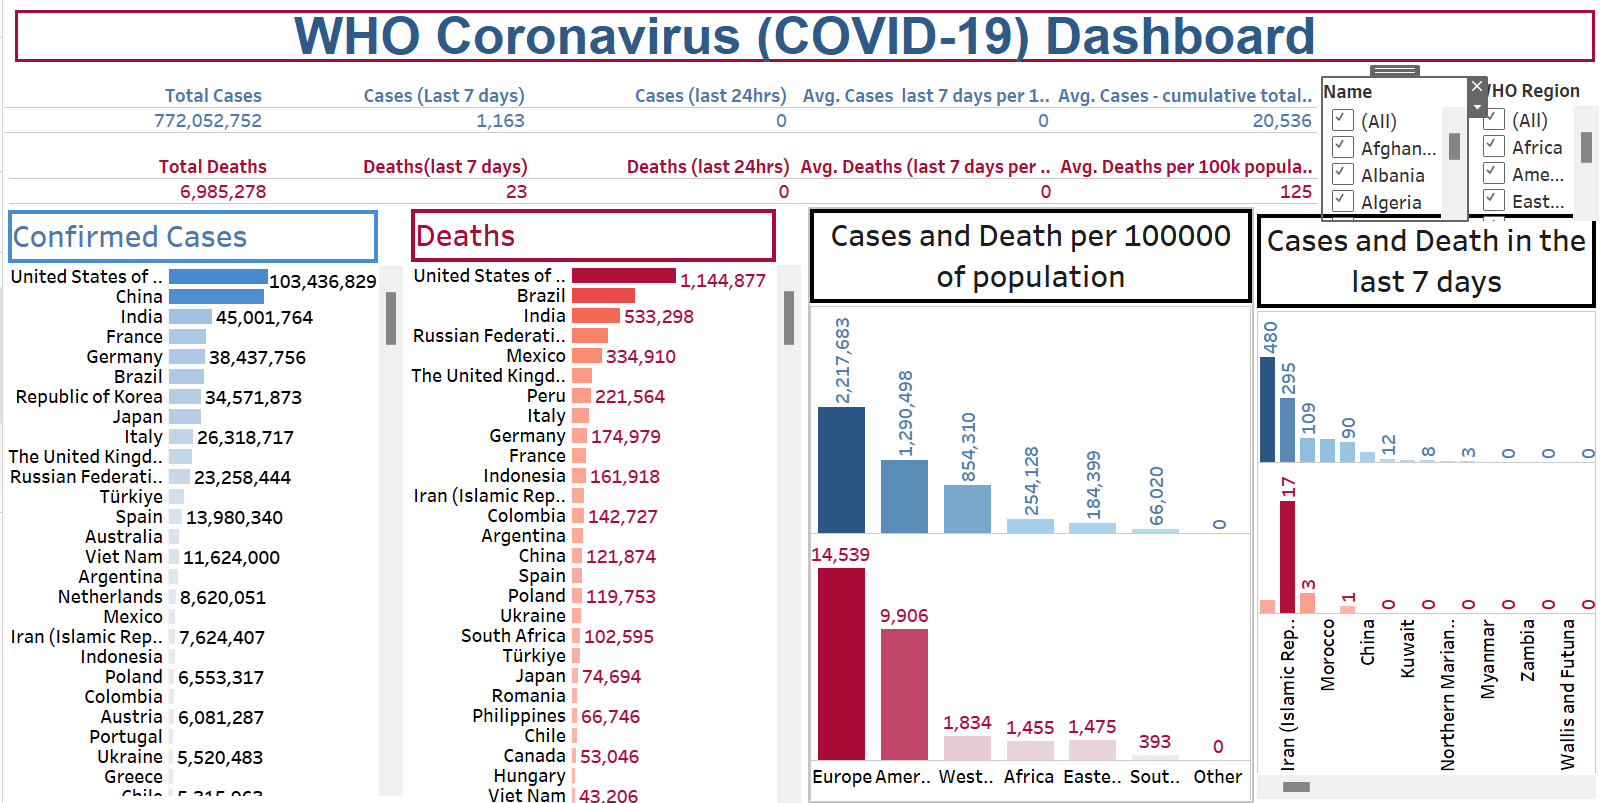 WHO Coronavirus (COVID-19) Dashboard
Total Cases Cases (Last 7 days) Cases (last 24hrs) Avg. Cases last 7 days per 1.. Avg. Cases - cumulative total..
772,052,752 1,163 0 0 20,536
Total Deaths Deaths(last 7 days) Deaths (last 24hrs) Avg. Deaths (last 7 days per .. Avg. Deaths per 100k popula..
6,985,278 23 0 0 125
Name
(All)
Afghan...
Albania
Algeria
HO Region
(All)
Africa
Ame...
East...
Confirmed Cases
United States of .. 103,436,829
China
India 45,001,764
France
Germany 38,437,756
Brazil
Republic of Korea 34,571,873
Japan
Italy 26,318,717
The United Kingd..
Russian Federati.. 23,258,444
Türkiye
Spain 13,980,340
Australia
Viet Nam 11,624,000
Argentina
Netherlands 8,620,051
Mexico
Iran (Islamic Rep.. 7,624,407
Indonesia
Poland 6,553,317
Colombia
Austria 6,081,287
Portugal
Ukraine 5,520,483
Greece
Chile 5,315,963
Deaths
United States of .. 1,144,877
Brazil
India 533,298
Russian Federati..
Mexico 334,910
The United Kingd..
Peru 221,564
Italy
Germany 174,979
France
Indonesia 161,918
Iran (Islamic Rep..
Colombia 142,727
Argentina
China 121,874
Spain
Poland 119,753
Ukraine
South Africa 102,595
Türkiye
Japan 74,694
Romania
Philippines 66,746
Chile
Canada 53,046
Hungary
Viet Nam 43,206
Cases and Death per 100000
of population
2,217,683
1,290,498
854,310
254,128
184,399
66,020
0
14,539
9,906
1,834
1,455
1,475
393
0
Europe Amer.. West.. Africa Easte.. Sout.. Other
Cases and Death in the
last 7 days
480
295
109
90
12
8
3
0
0
0
17
3
1
0
0
0
0
0
0
Iran (Islamic Rep..
Morocco
China
Kuwait
Northern Marian..
Myanmar
Zambia
Wallis and Futuna